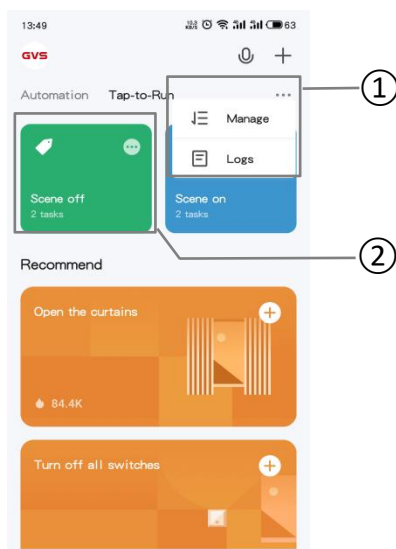 13:49
63
GVS
Automation Tap-to-Run
①
Manage
Logs
Scene off
2 tasks
Scene on
2 tasks
②
Recommend
Open the curtains
84.4K
Turn off all switches